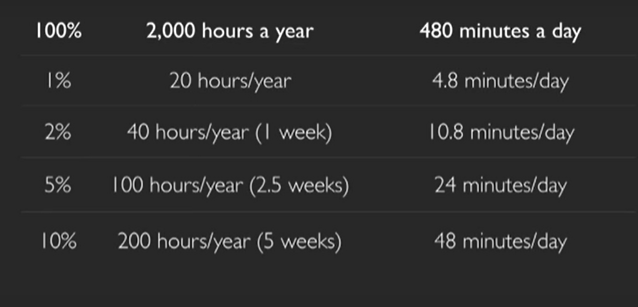 100% 2,000 hours a year 480 minutes a day
1% 20 hours/year 4.8 minutes/day
2% 40 hours/year (1 week) 10.8 minutes/day
5% 100 hours/year (2.5 weeks) 24 minutes/day
10% 200 hours/year (5 weeks) 48 minutes/day